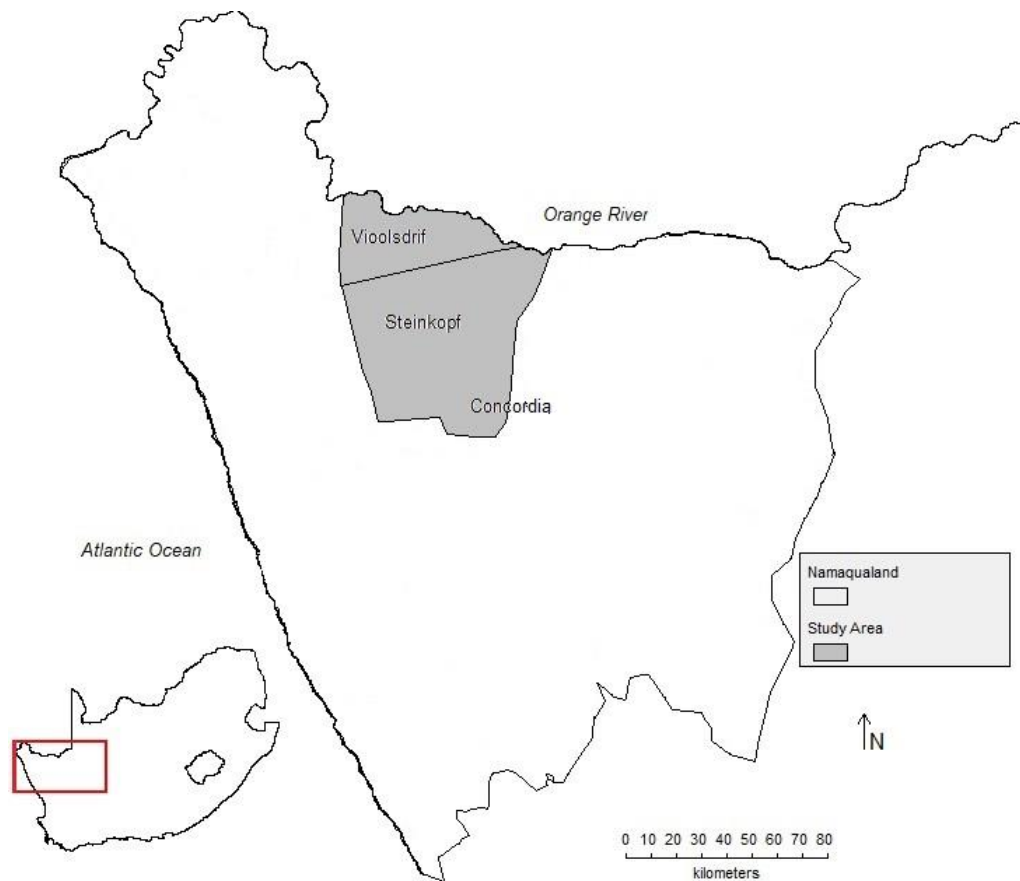 Orange River
Vioolsdrif
Steinkopf
Concordia
Atlantic Ocean
Namaqualand
Study Area
N
0 10 20 30 40 50 60 70 80
kilometers